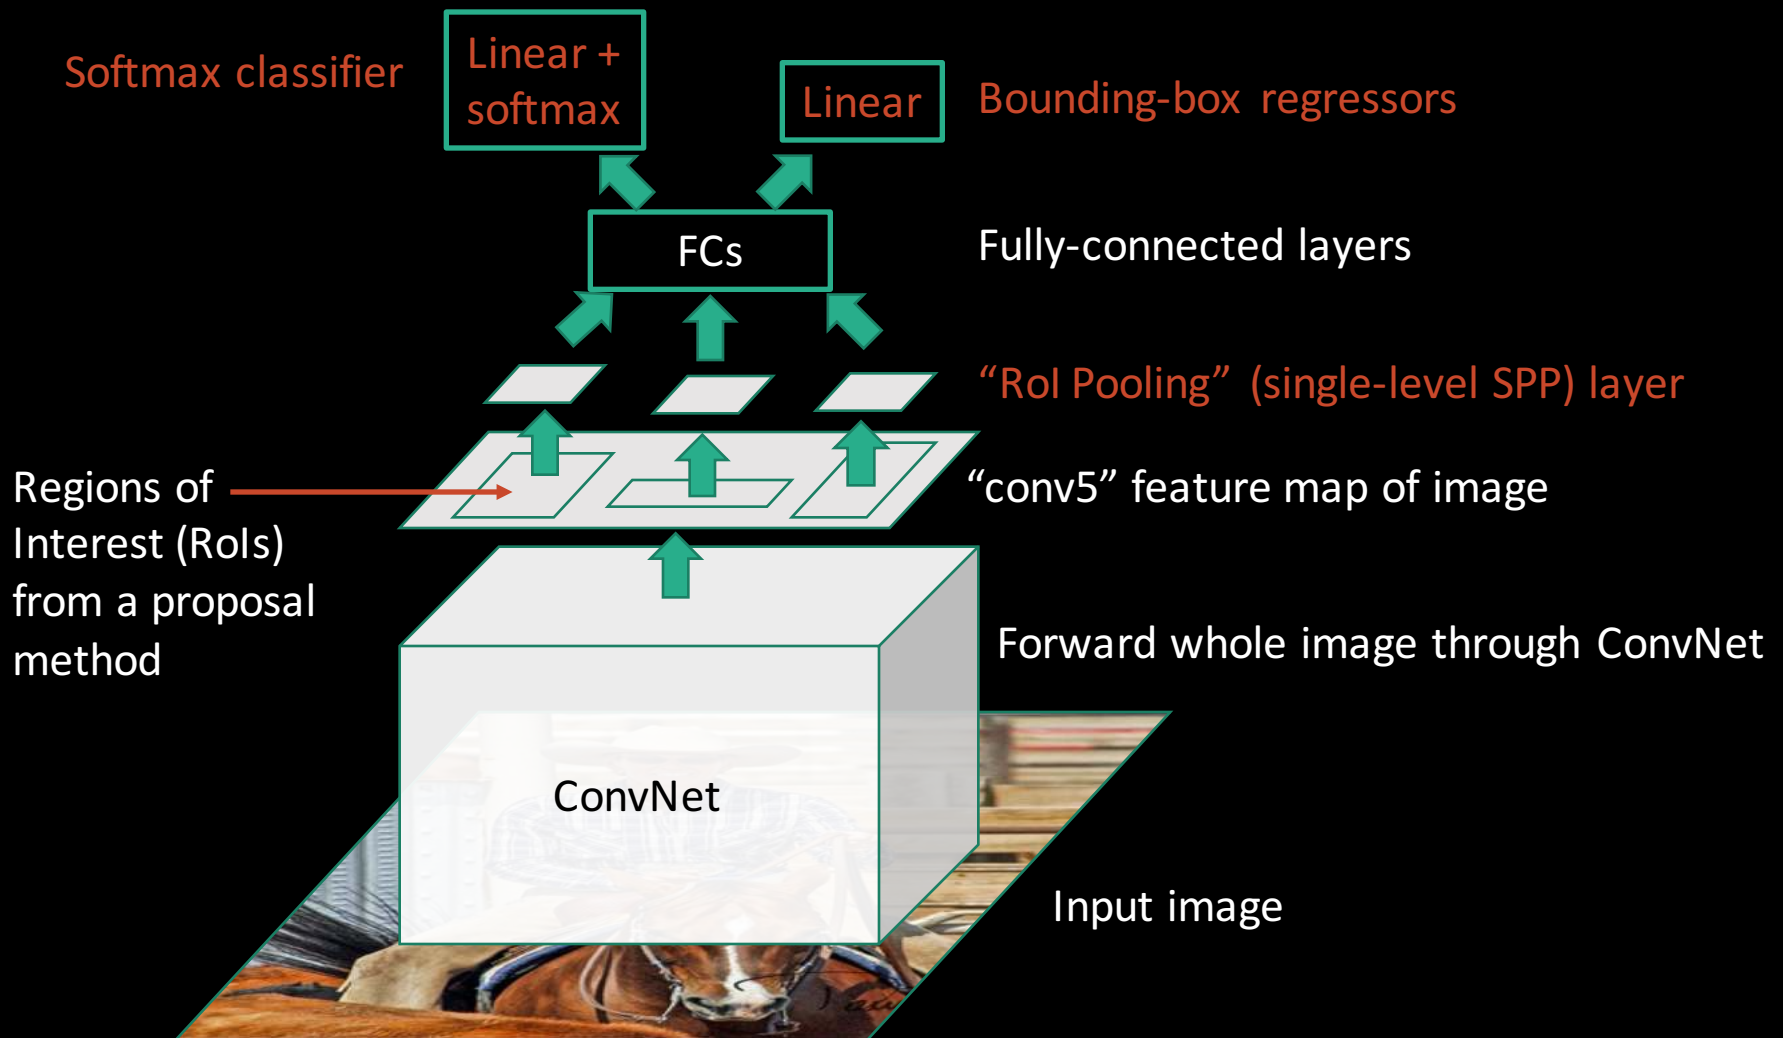 Softmax classifier
Linear +
softmax
Linear
Bounding-box regressors
FCs
Fully-connected layers
“RoI Pooling” (single-level SPP) layer
Regions of
Interest (RoIs)
from a proposal
method
“conv5” feature map of image
Forward whole image through ConvNet
ConvNet
Input image